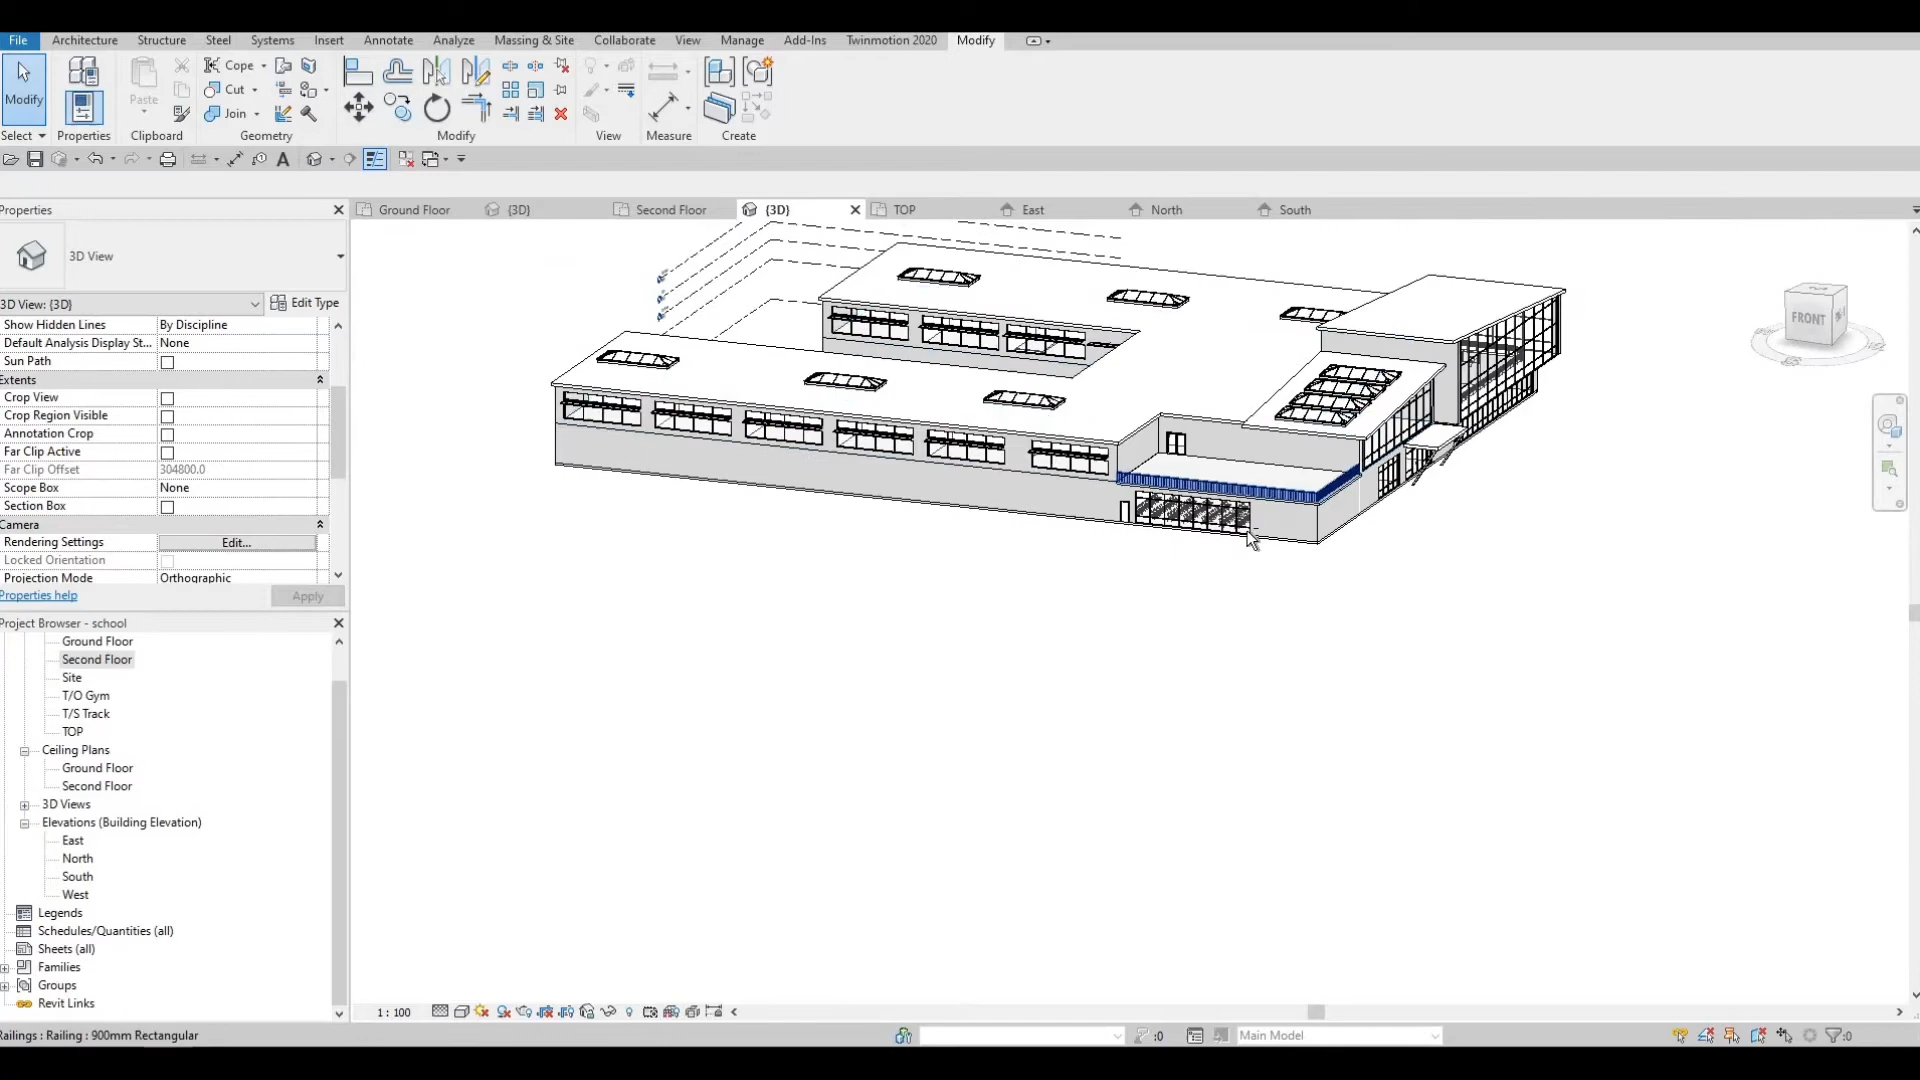 File Architecture Structure Steel Systems Insert Annotate Analyze Massing & Site Collaborate View Manage Add-Ins Twinmotion 2020 Modify
Cope
Modify
Paste
Cut
Join
Select Properties Clipboard Geometry Modify View Measure Create
A
Properties
Ground Floor {3D} Second Floor {3D} TOP East North South
3D View
3D View: {3D} Edit Type
Show Hidden Lines By Discipline
Default Analysis Display St... None
Sun Path
Extents
Crop View
Crop Region Visible
Annotation Crop
Far Clip Active
Far Clip Offset 304800.0
Scope Box None
Section Box
Camera
Rendering Settings Edit...
Locked Orientation
Projection Mode Orthographic
Properties help Apply
FRONT
Project Browser - school
Ground Floor
Second Floor
Site
T/O Gym
T/S Track
TOP
Ceiling Plans
Ground Floor
Second Floor
3D Views
Elevations (Building Elevation)
East
North
South
West
Legends
Schedules/Quantities (all)
Sheets (all)
Families
Groups
Revit Links
1 : 100
Railings : Railing : 900mm Rectangular :0 Main Model :0